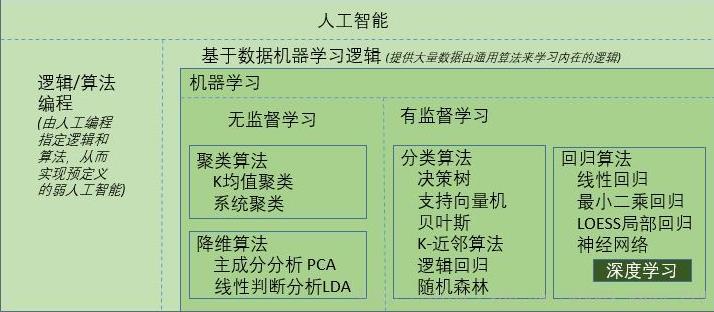 人工智能
基于数据机器学习逻辑 (提供大量数据由通用算法来学习内在的逻辑)
逻辑/算法
编程
(由人工编程
指定逻辑和
算法，从而
实现预定义
的弱人工智能)
机器学习
无监督学习
聚类算法
K均值聚类
系统聚类
降维算法
主成分分析 PCA
线性判断分析LDA
有监督学习
分类算法
决策树
支持向量机
贝叶斯
K-近邻算法
逻辑回归
随机森林
回归算法
线性回归
最小二乘回归
LOESS局部回归
神经网络
深度学习